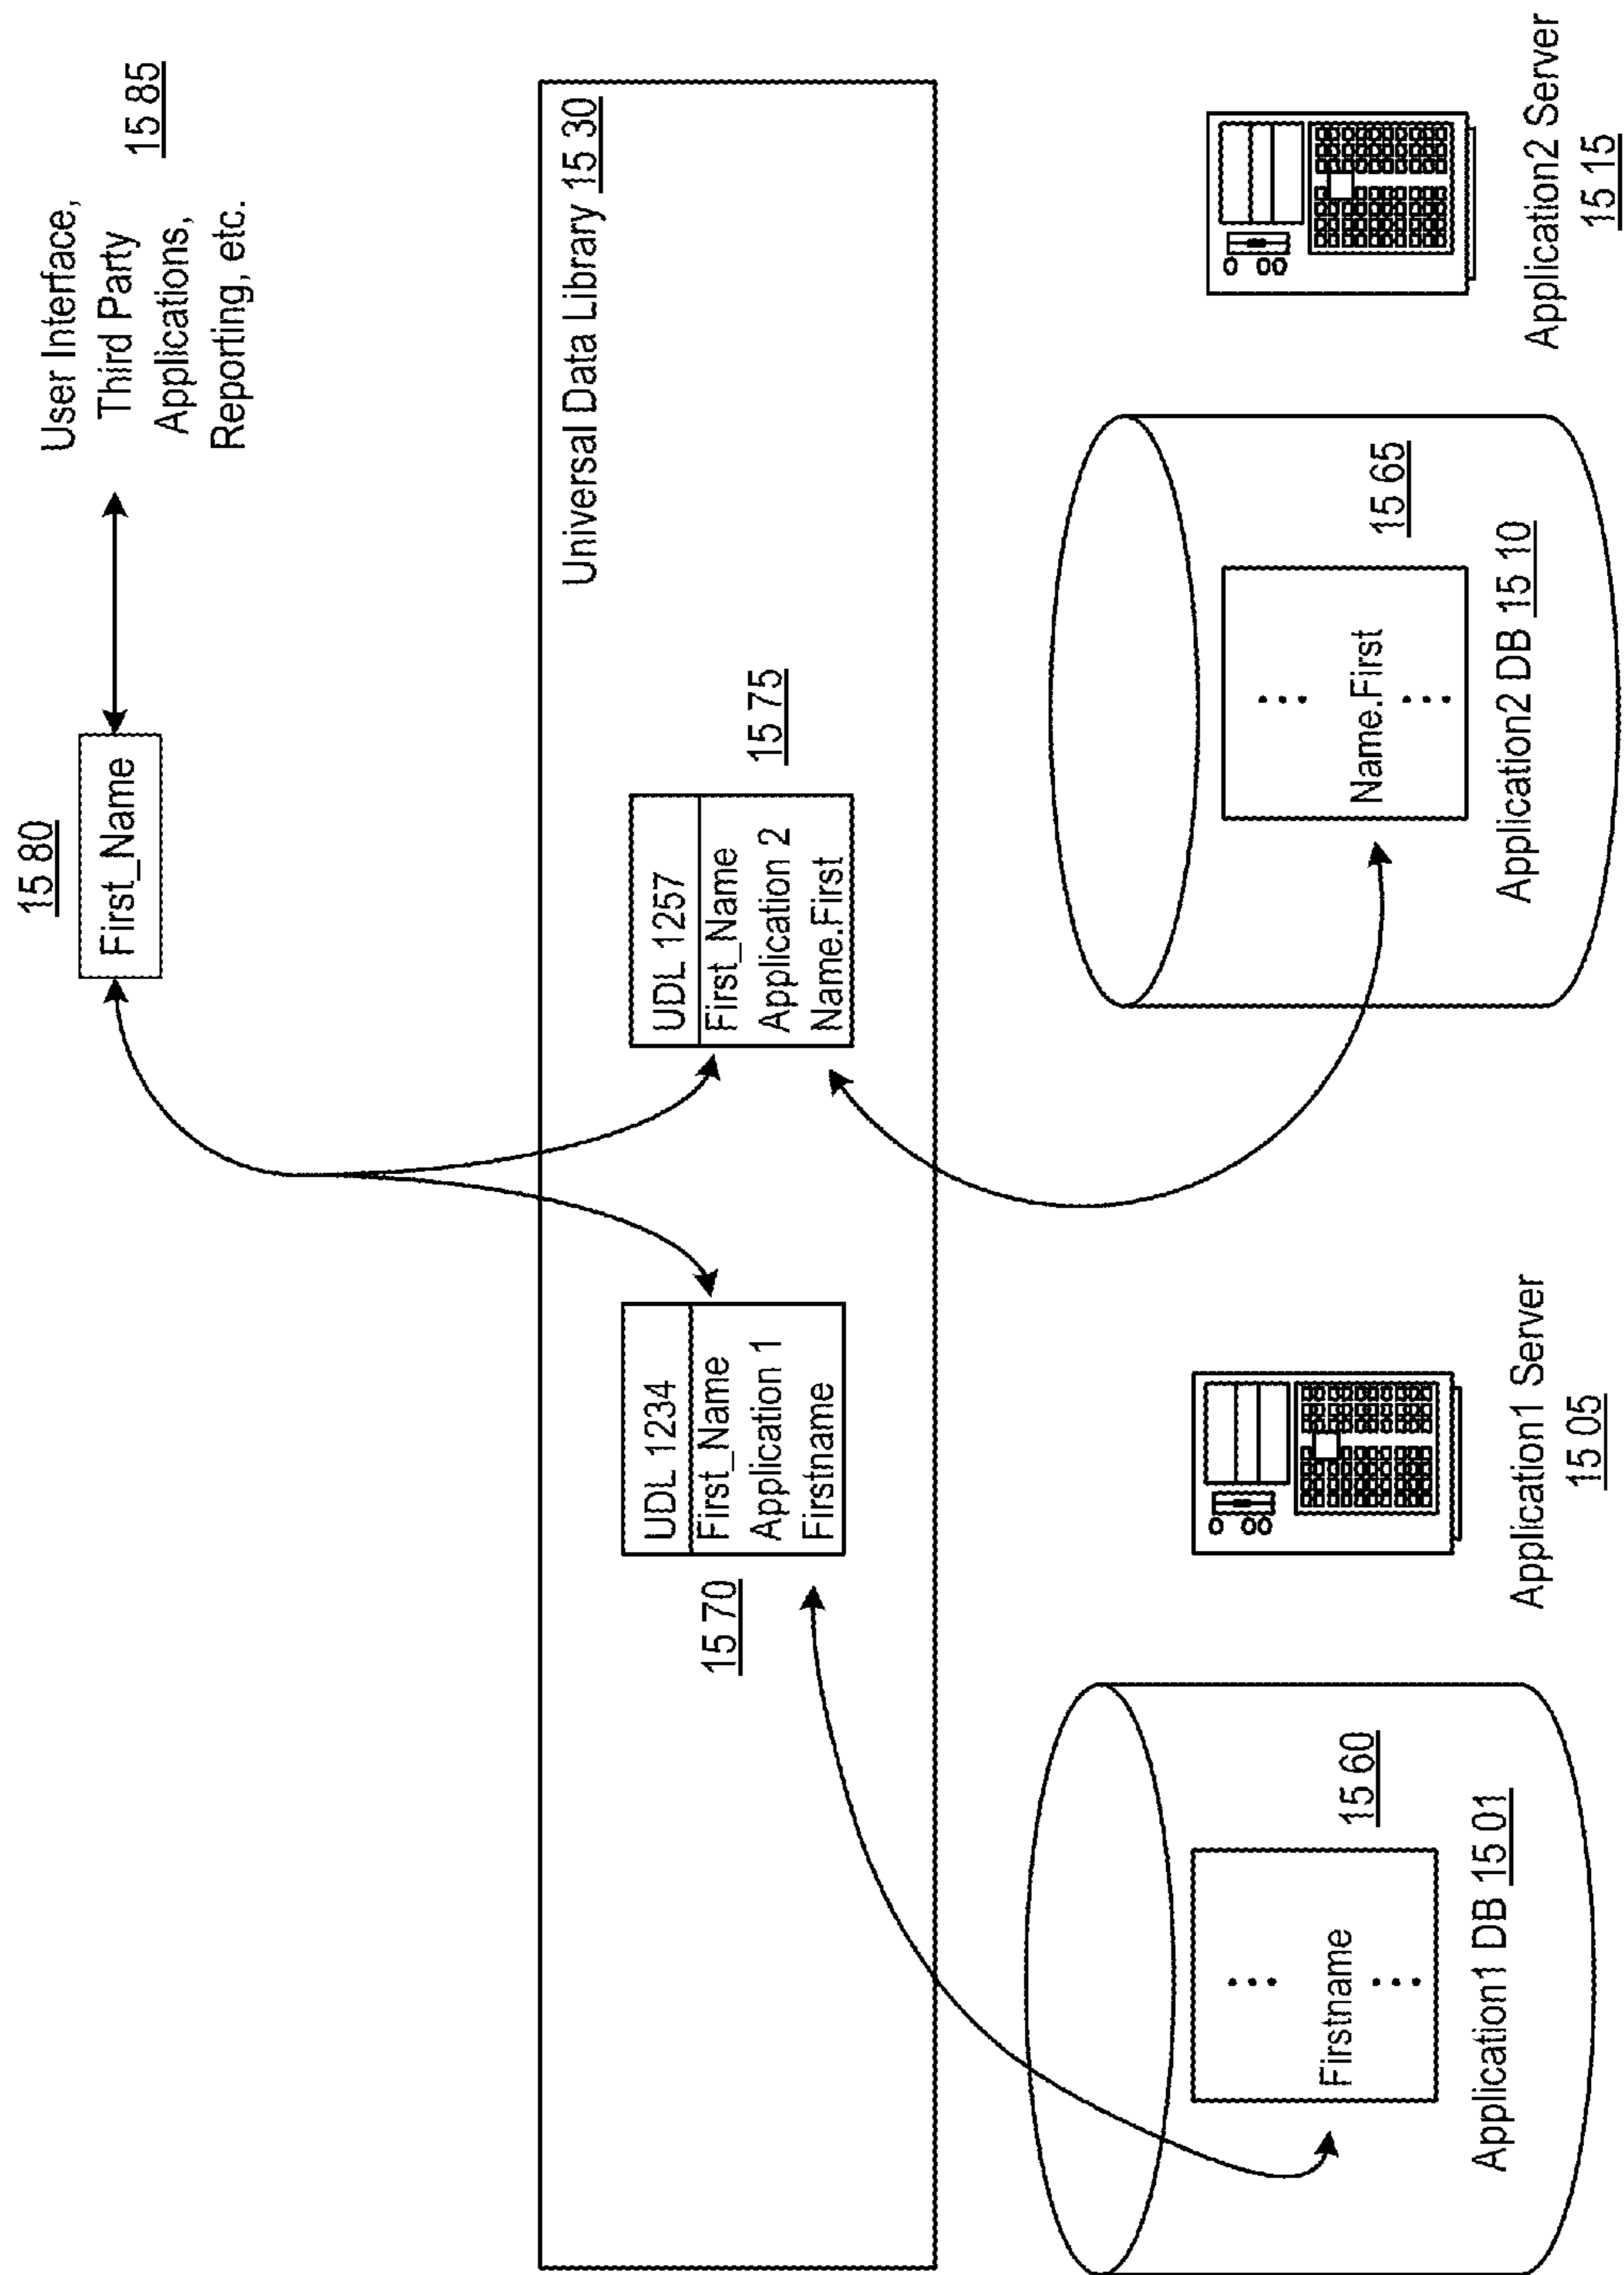 15 80
First_Name
User Interface,
Third Party
Applications,
Reporting, etc.
15 85
Universal Data Library 15 30
15 70
UDL 1234
First_Name
Application 1
Firstname
UDL 1257
First_Name
Application 2
Name.First
15 75
Firstname
15 60
Application1 DB 15 01
Application1 Server
15 05
Name.First
15 65
Application2 DB 15 10
Application2 Server
15 15